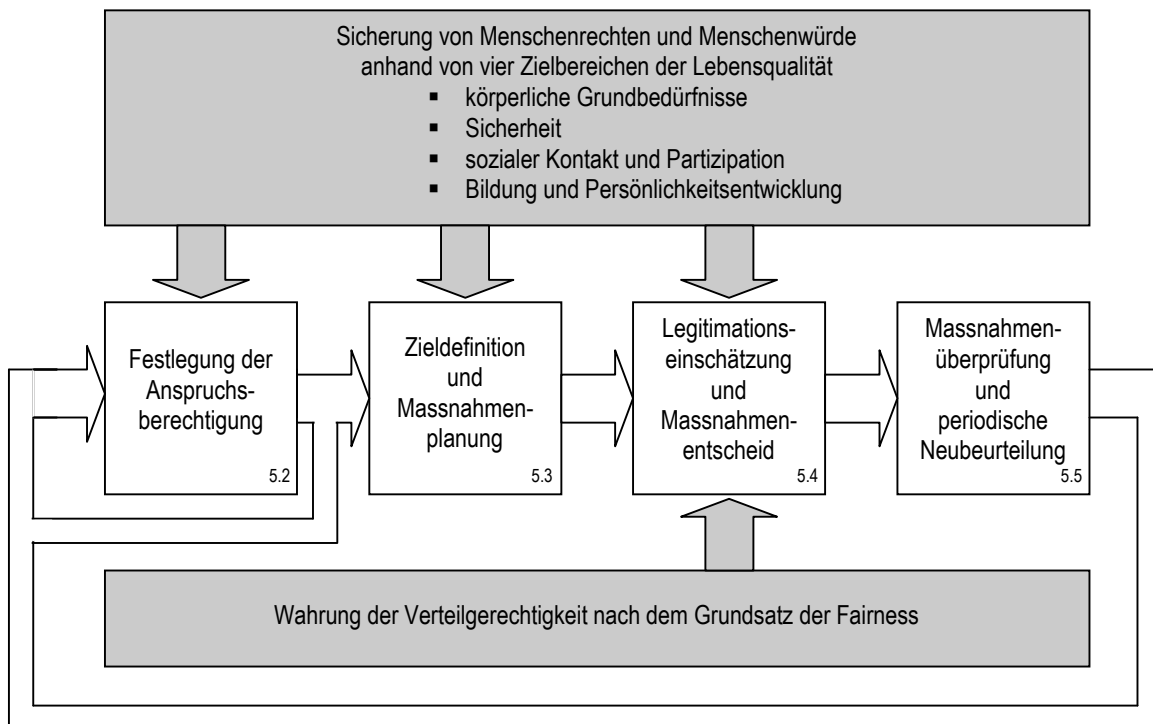 Sicherung von Menschenrechten und Menschenwürde
anhand von vier Zielbereichen der Lebensqualität
▪ körperliche Grundbedürfnisse
▪ Sicherheit
▪ sozialer Kontakt und Partizipation
▪ Bildung und Persönlichkeitsentwicklung
Festlegung der
Anspruchs-
berechtigung
5.2
Zieldefinition
und
Massnahmen-
planung
5.3
Legitimations-
einschätzung
und
Massnahmen-
entscheid
5.4
Massnahmen-
überprüfung
und
periodische
Neubeurteilung
5.5
Wahrung der Verteilgerechtigkeit nach dem Grundsatz der Fairness